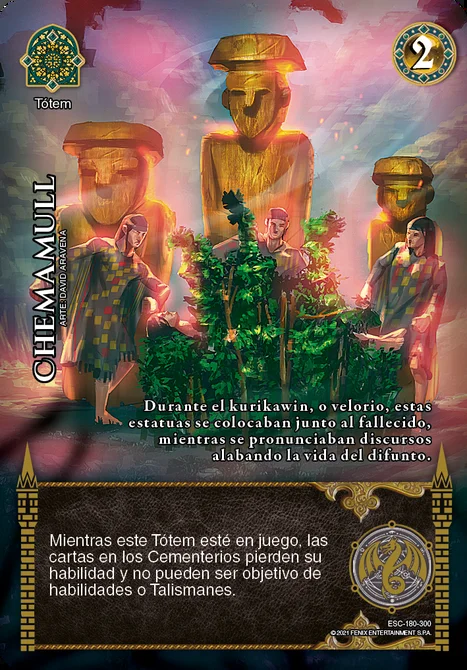 2
Tótem
CHEMAMULL
ARTE: DAVID ARAVENA
Durante el kurikawin, o velorio, estas
estatuas se colocaban junto al fallecido,
mientras se pronunciaban discursos
alabando la vida del difunto.
Mientras este Tótem esté en juego, las
cartas en los Cementerios pierden su
habilidad y no pueden ser objetivo de
habilidades o Talismanes.
ESC-180-300
©2021 FENIX ENTERTAINMENT S.P.A.